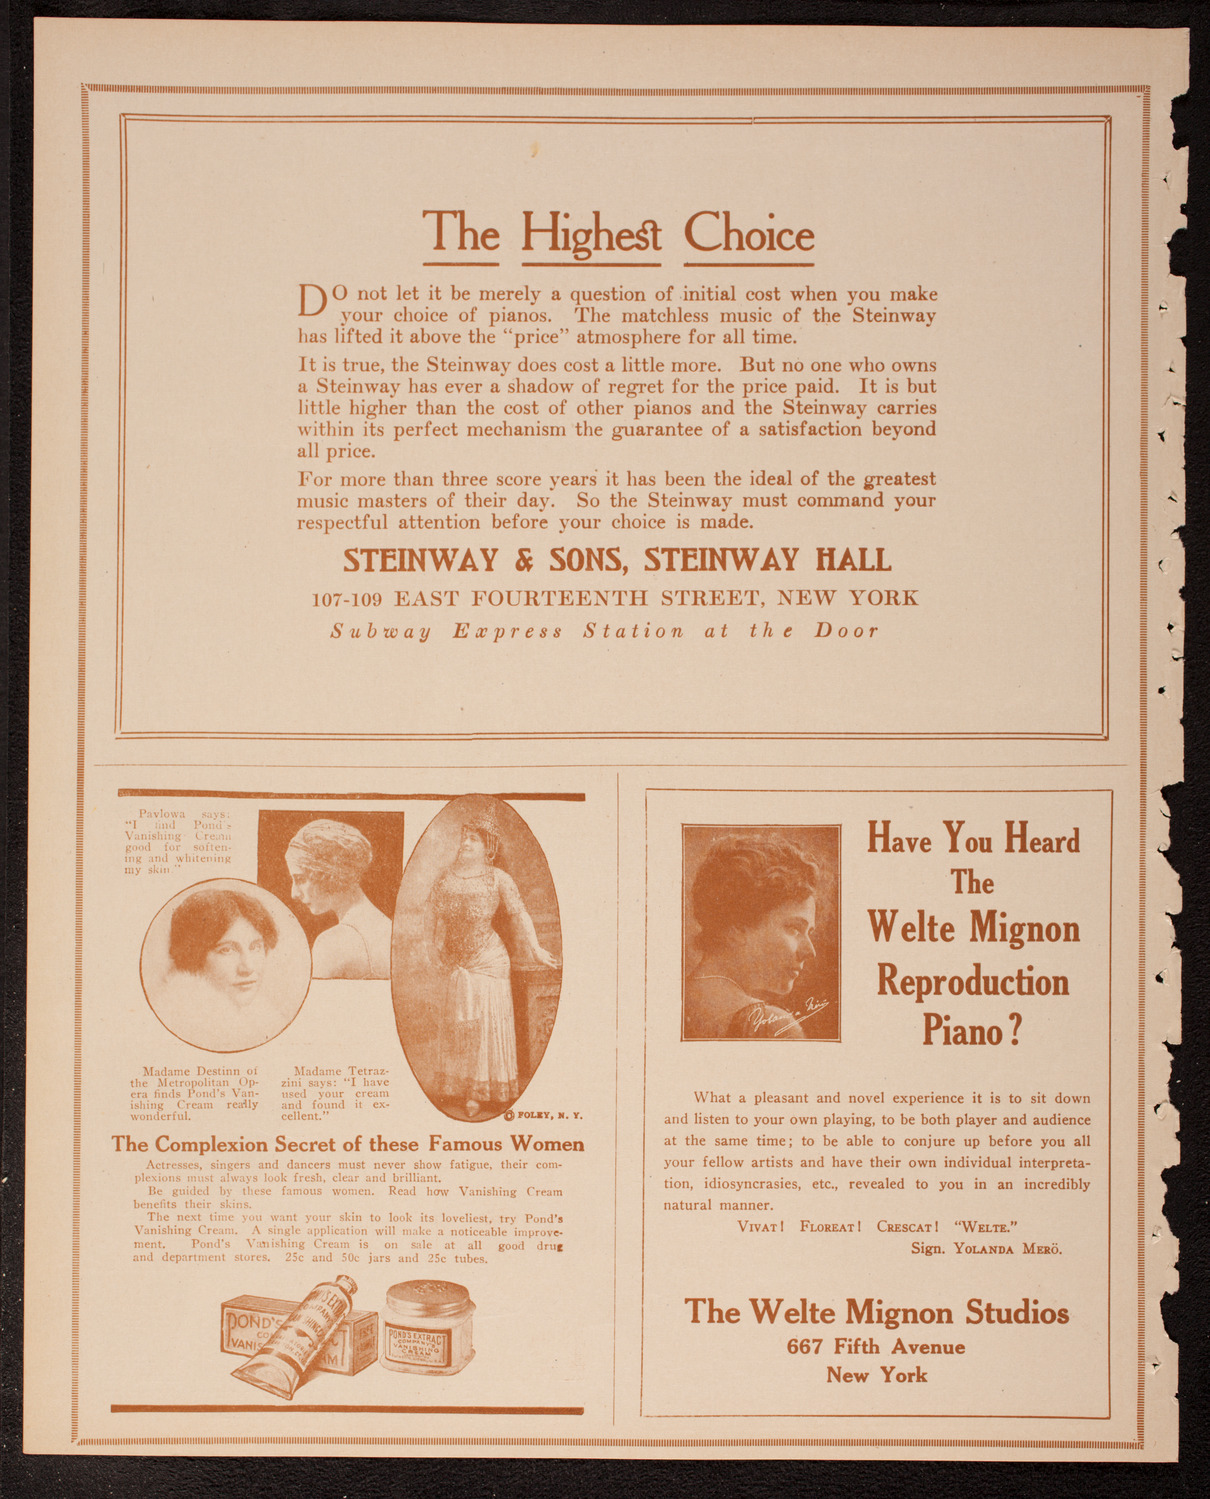 The Highest Choice
DO not let it be merely a question of initial cost when you make
your choice of pianos. The matchless music of the Steinway
has lifted it above the "price" atmosphere for all time.
It is true, the Steinway does cost a little more. But no one who owns
a Steinway has ever a shadow of regret for the price paid. It is but
little higher than the cost of other pianos and the Steinway carries
within its perfect mechanism the guarantee of a satisfaction beyond
all price.
For more than three score years it has been the ideal of the greatest
music masters of their day. So the Steinway must command your
respectful attention before your choice is made.
STEINWAY & SONS, STEINWAY HALL
107-109 EAST FOURTEENTH STREET, NEW YORK
Subway Express Station at the Door
Pavlowa says:
"I find Pond's
Vanishing Cream
good for soften-
ing and whitening
my skin."
Madame Destinn of
the Metropolitan Op-
era finds Pond's Van-
ishing Cream really
wonderful.
Madame Tetraz-
zini says: "I have
used your cream
and found it ex-
cellent."
© FOLEY, N. Y.
The Complexion Secret of these Famous Women
Actresses, singers and dancers must never show fatigue, their com-
plexions must always look fresh, clear and brilliant.
Be guided by these famous women. Read how Vanishing Cream
benefits their skins.
The next time you want your skin to look its loveliest, try Pond's
Vanishing Cream. A single application will make a noticeable improve-
ment. Pond's Vanishing Cream is on sale at all good drug
and department stores. 25c and 50c jars and 25c tubes.
POND'S
VANIS
POND'S EXTRACT
COMPANY'S
VANISHING
CREAM
Yolanda Merö
Have You Heard
The
Welte Mignon
Reproduction
Piano?
What a pleasant and novel experience it is to sit down
and listen to your own playing, to be both player and audience
at the same time; to be able to conjure up before you all
your fellow artists and have their own individual interpreta-
tion, idiosyncrasies, etc., revealed to you in an incredibly
natural manner.
VIVAT! FLOREAT! CRESCAT! "WELTE."
Sign. YOLANDA MERÖ.
The Welte Mignon Studios
667 Fifth Avenue
New York